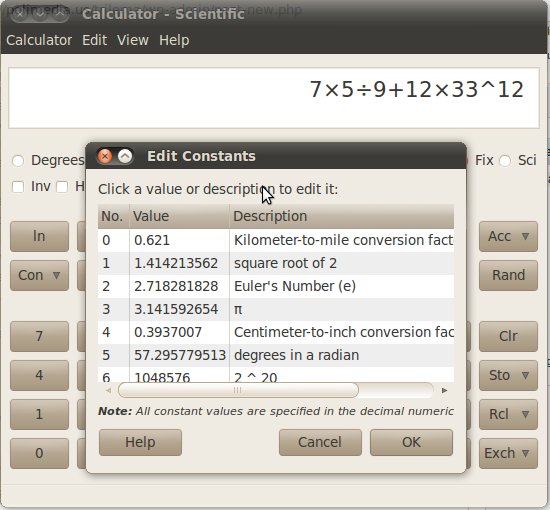 Calculator - Scientific
Calculator Edit View Help
7×5÷9+12×33^12
Degrees
Fix Sci
Inv H
Edit Constants
Click a value or description to edit it:
No. Value Description
0 0.621 Kilometer-to-mile conversion fact
1 1.414213562 square root of 2
2 2.718281828 Euler's Number (e)
3 3.141592654 π
4 0.3937007 Centimeter-to-inch conversion fac
5 57.295779513 degrees in a radian
6 1048576 2 ^ 20
Note: All constant values are specified in the decimal numeric
Help Cancel OK
ln Acc
Con Rand
7 Clr
4 Sto
1 Rcl
0 Exch